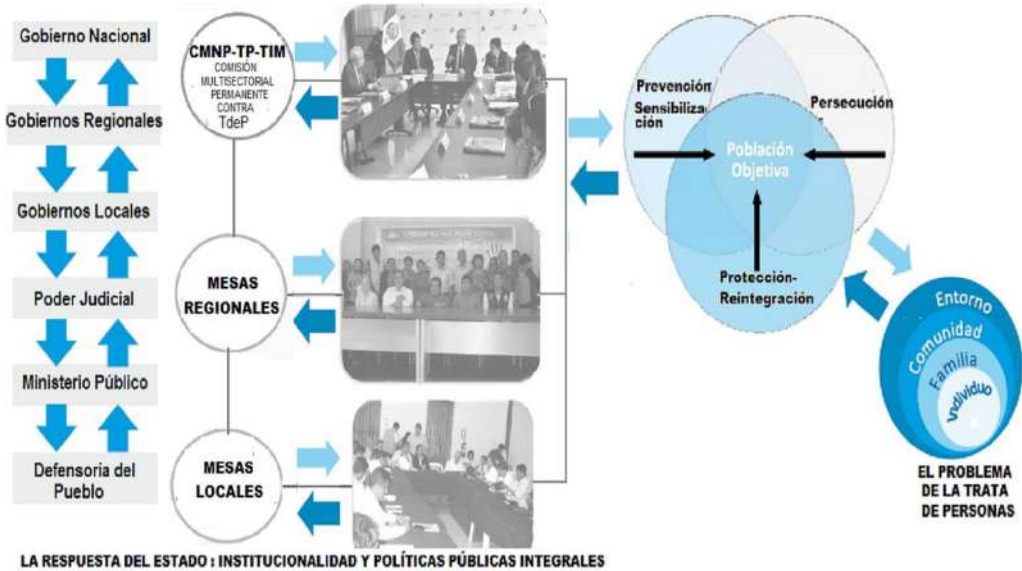 Gobierno Nacional
Gobiernos Regionales
Gobiernos Locales
Poder Judicial
Ministerio Público
Defensoria del
Pueblo
CMNP-TP-TIM
COMISIÓN
MULTISECTORIAL
PERMANENTE
CONTRA
TdeP
MESAS
REGIONALES
MESAS
LOCALES
Prevención
Sensibiliza
ción
Persecución
Población
Objetiva
Protección-
Reintegración
Entorno
Comunidad
Familia
Individuo
EL PROBLEMA
DE LA TRATA
DE PERSONAS
LA RESPUESTA DEL ESTADO : INSTITUCIONALIDAD Y POLÍTICAS PÚBLICAS INTEGRALES